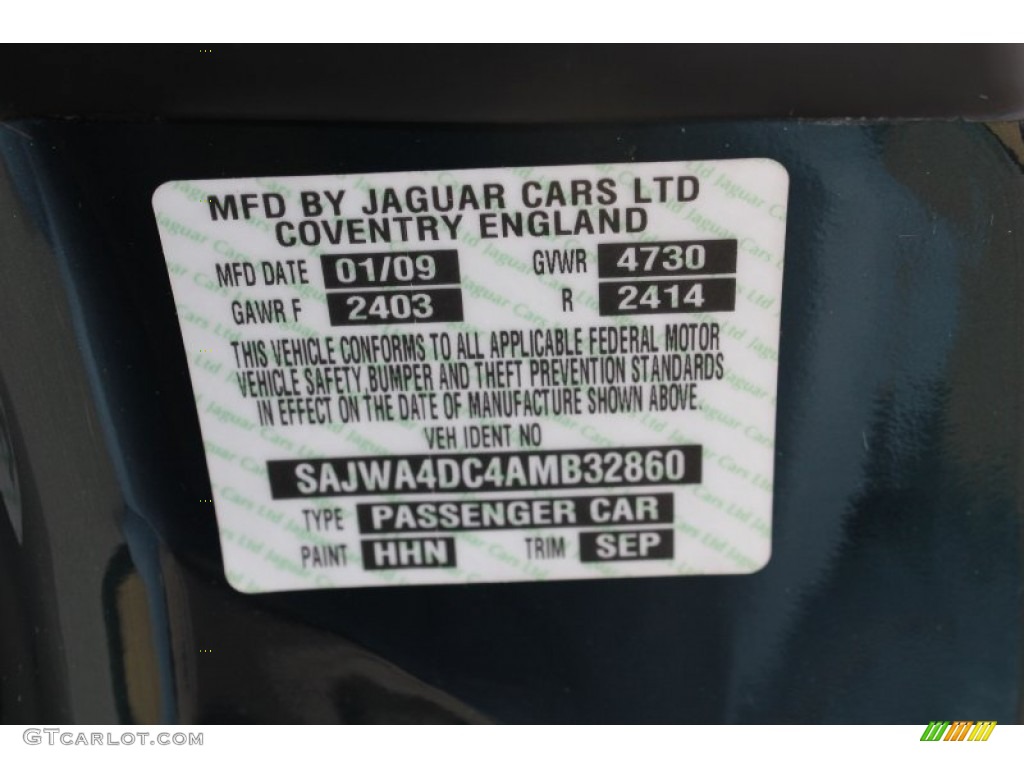 MFD BY JAGUAR CARS LTD
COVENTRY ENGLAND
MFD DATE 01/09 GVWR 4730
GAWR F 2403 R 2414
THIS VEHICLE CONFORMS TO ALL APPLICABLE FEDERAL MOTOR
VEHICLE SAFETY,BUMPER AND THEFT PREVENTION STANDARDS
IN EFFECT ON THE DATE OF MANUFACTURE SHOWN ABOVE.
VEH IDENT NO
SAJWA4DC4AMB32860
TYPE PASSENGER CAR
PAINT HHN TRIM SEP
GTCarlot.com